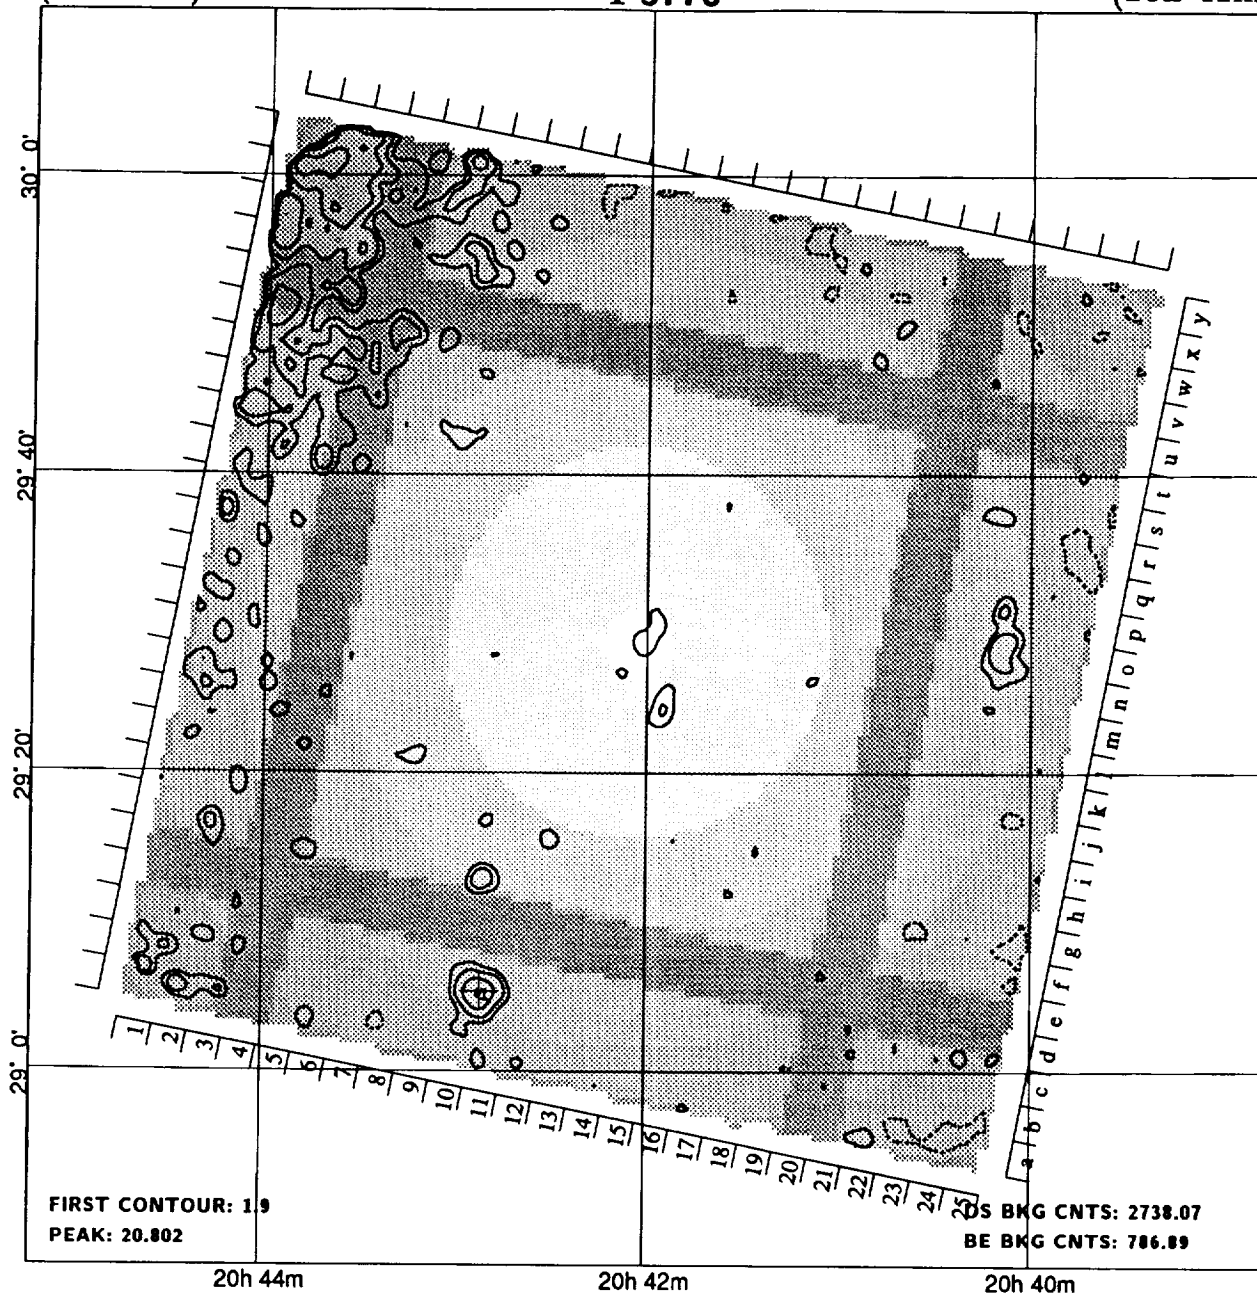 30° 0'
29° 40'
29° 20'
29° 0'
a b c d e f g h i j k l m n o p q r s t u v w x y
1 2 3 4 5 6 7 8 9 10 11 12 13 14 15 16 17 18 19 20 21 22 23 24 25
FIRST CONTOUR: 1.9
PEAK: 20.802
DS BKG CNTS: 2738.07
BE BKG CNTS: 786.89
20h 44m
20h 42m
20h 40m